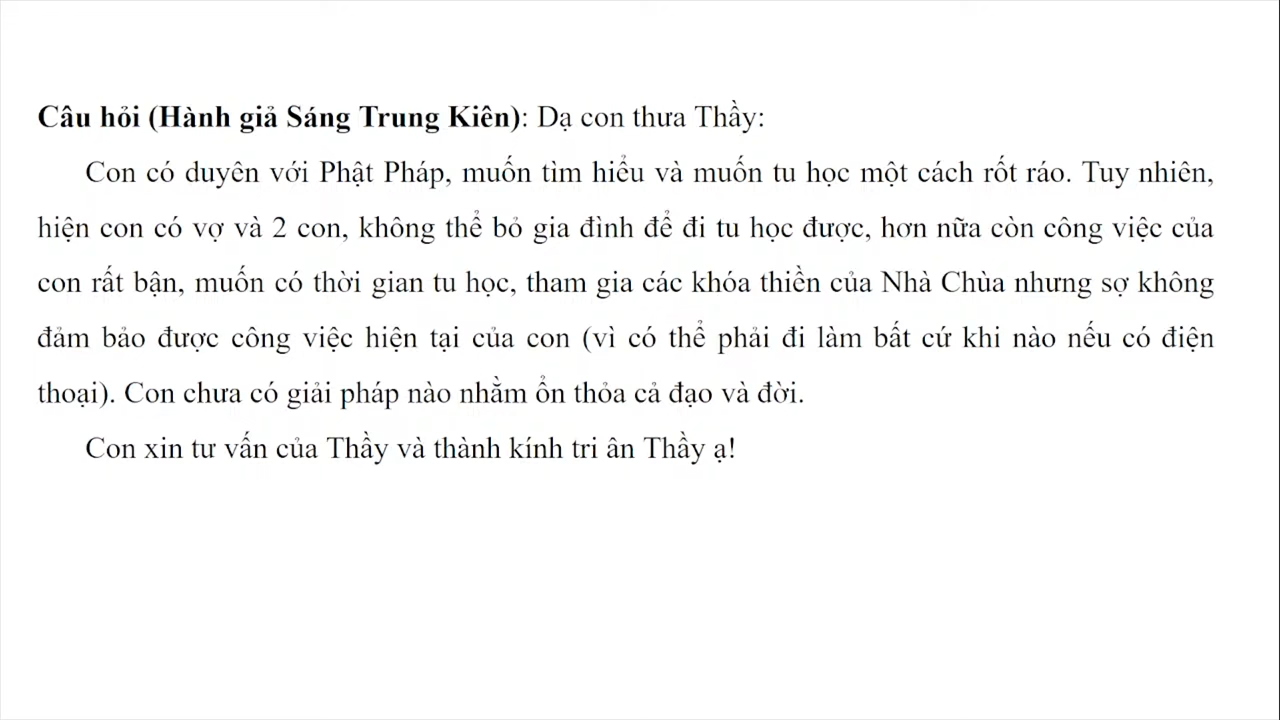 Câu hỏi (Hành giả Sáng Trung Kiên): Dạ con thưa Thầy:
Con có duyên với Phật Pháp, muốn tìm hiểu và muốn tu học một cách rốt ráo. Tuy nhiên,
hiện con có vợ và 2 con, không thể bỏ gia đình để đi tu học được, hơn nữa còn công việc của
con rất bận, muốn có thời gian tu học, tham gia các khóa thiền của Nhà Chùa nhưng sợ không
đảm bảo được công việc hiện tại của con (vì có thể phải đi làm bất cứ khi nào nếu có điện
thoại). Con chưa có giải pháp nào nhằm ổn thỏa cả đạo và đời.
Con xin tư vấn của Thầy và thành kính tri ân Thầy ạ!